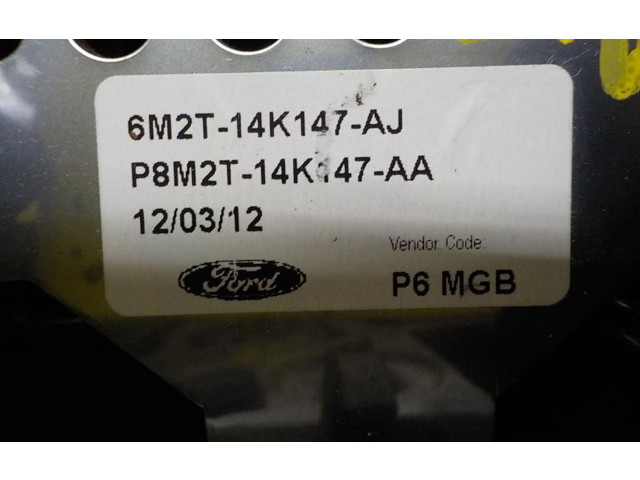 6M2T-14K147-AJ
P8M2T-14K147-AA
12/03/12
Vendor Code:
Ford
P6 MGB